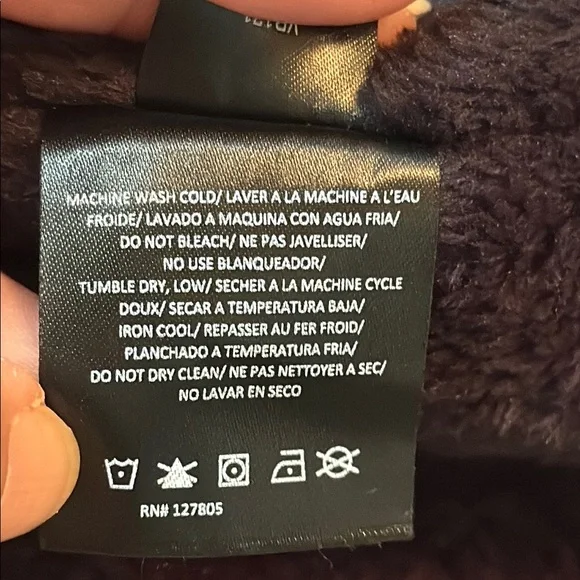 VP171
MACHINE WASH COLD/ LAVER A LA MACHINE A L'EAU
FROIDE/ LAVADO A MAQUINA CON AGUA FRIA/
DO NOT BLEACH/ NE PAS JAVELLISER/
NO USE BLANQUEADOR/
TUMBLE DRY, LOW/ SECHER A LA MACHINE CYCLE
DOUX/ SECAR A TEMPERATURA BAJA/
IRON COOL/ REPASSER AU FER FROID/
PLANCHADO A TEMPERATURA FRIA/
DO NOT DRY CLEAN/ NE PAS NETTOYER A SEC/
NO LAVAR EN SECO
RN# 127805